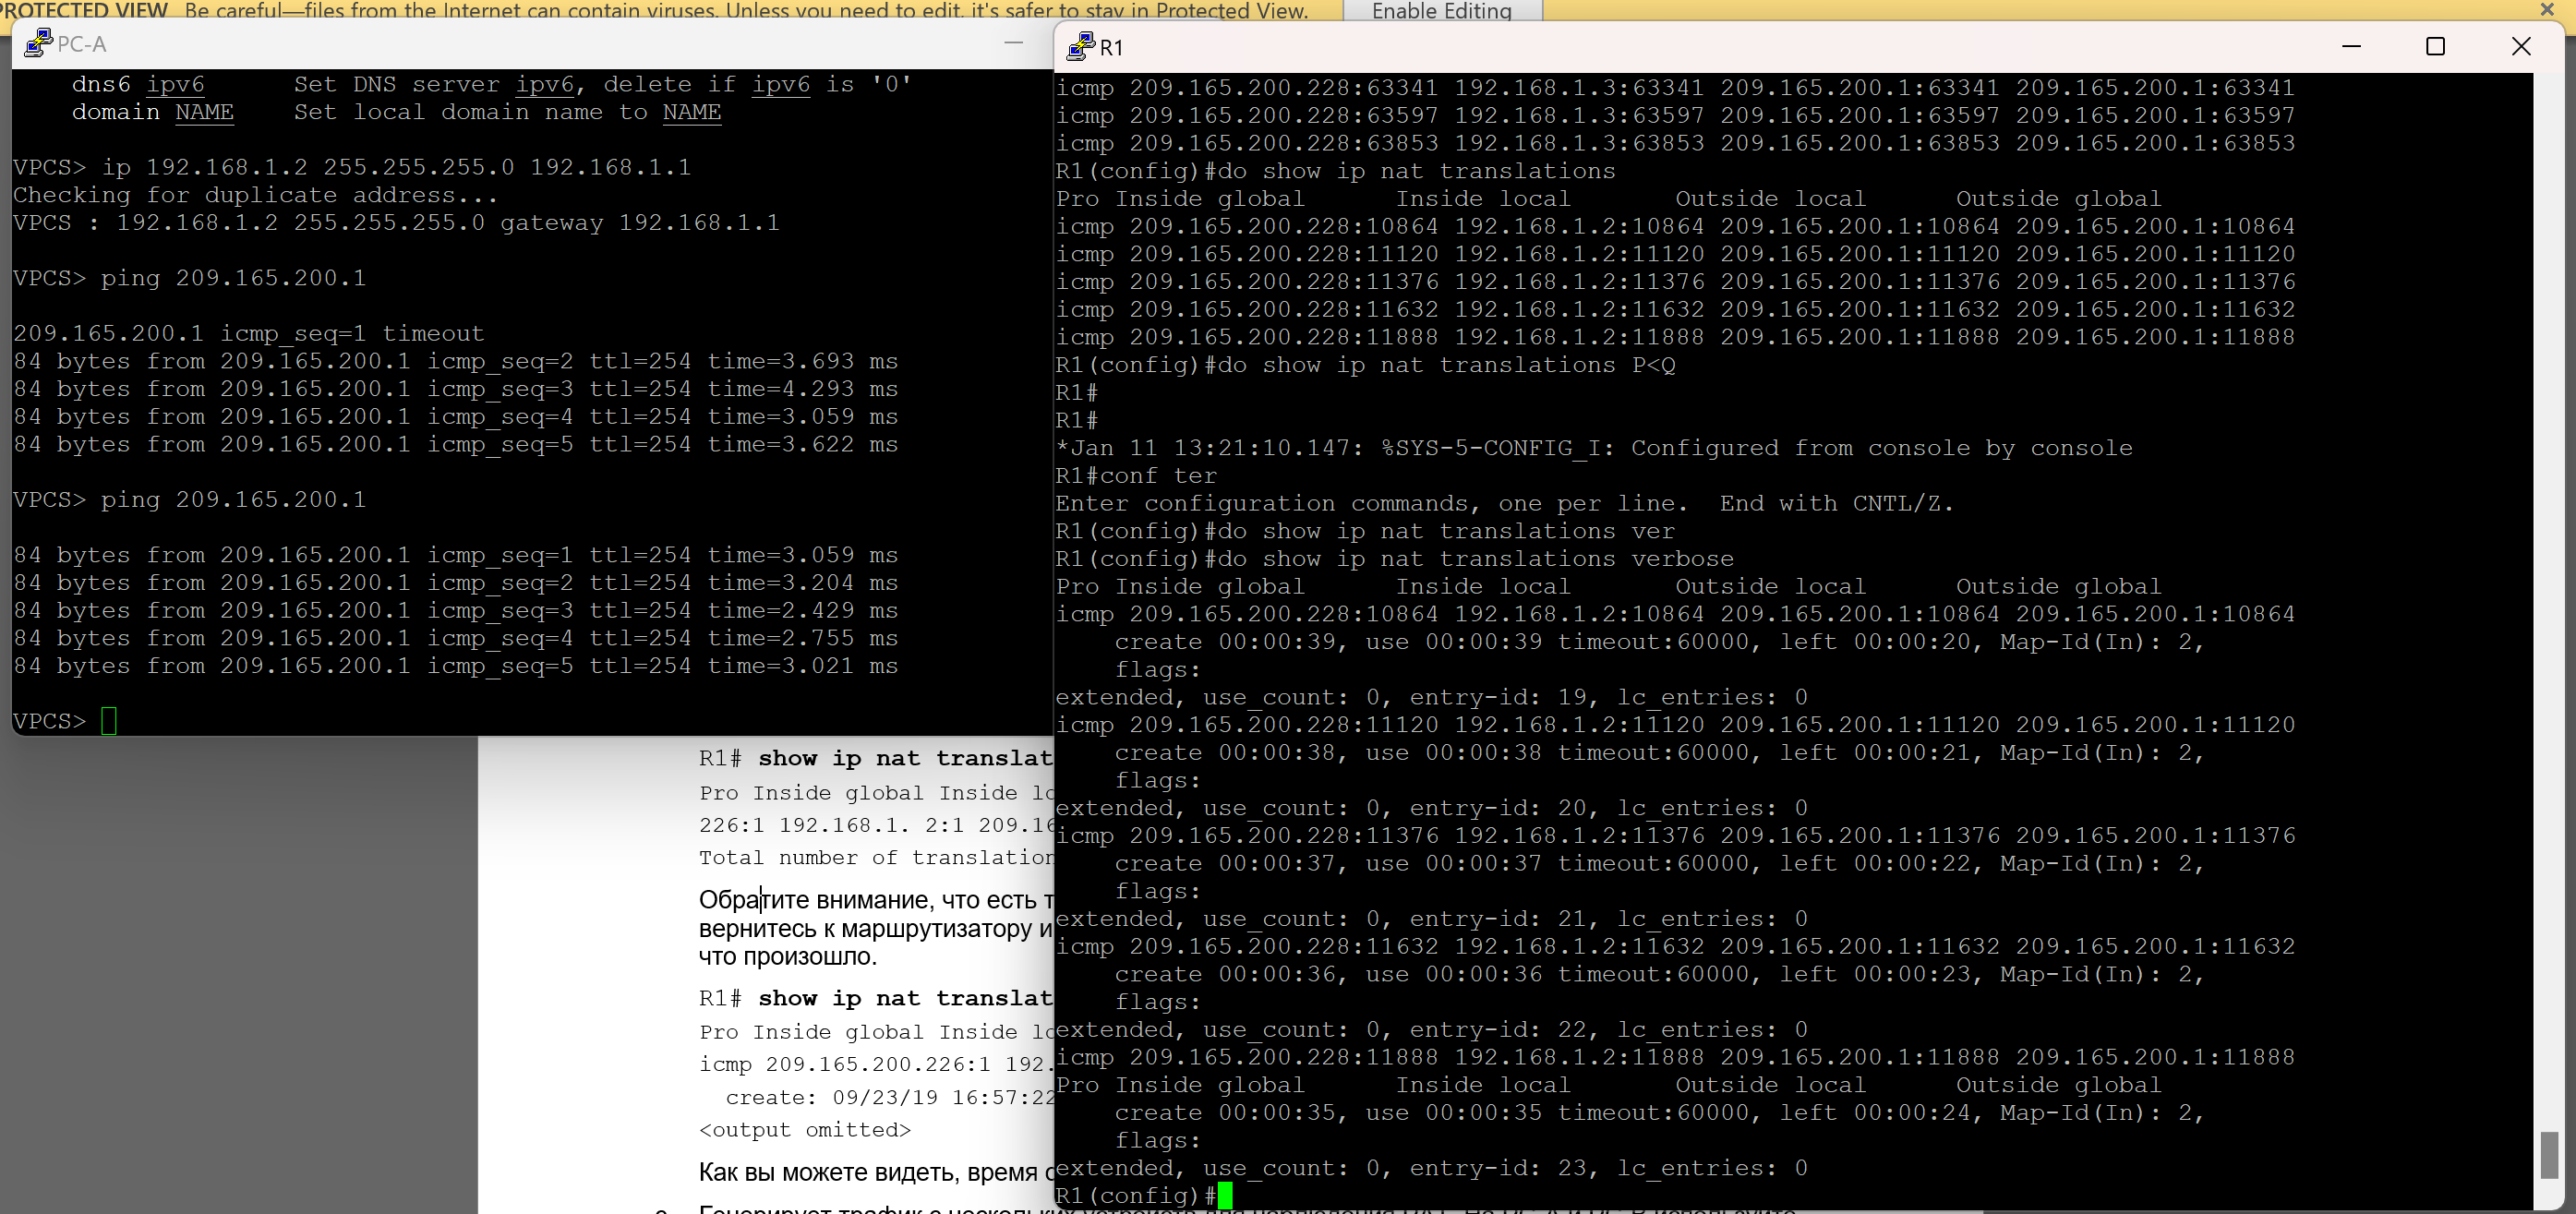 PROTECTED VIEW Be careful—files from the Internet can contain viruses. Unless you need to edit, it's safer to stay in Protected View. Enable Editing
PC-A
dns6 ipv6 Set DNS server ipv6, delete if ipv6 is '0'
domain NAME Set local domain name to NAME
VPCS> ip 192.168.1.2 255.255.255.0 192.168.1.1
Checking for duplicate address...
VPCS : 192.168.1.2 255.255.255.0 gateway 192.168.1.1
VPCS> ping 209.165.200.1
209.165.200.1 icmp_seq=1 timeout
84 bytes from 209.165.200.1 icmp_seq=2 ttl=254 time=3.693 ms
84 bytes from 209.165.200.1 icmp_seq=3 ttl=254 time=4.293 ms
84 bytes from 209.165.200.1 icmp_seq=4 ttl=254 time=3.059 ms
84 bytes from 209.165.200.1 icmp_seq=5 ttl=254 time=3.622 ms
VPCS> ping 209.165.200.1
84 bytes from 209.165.200.1 icmp_seq=1 ttl=254 time=3.059 ms
84 bytes from 209.165.200.1 icmp_seq=2 ttl=254 time=3.204 ms
84 bytes from 209.165.200.1 icmp_seq=3 ttl=254 time=2.429 ms
84 bytes from 209.165.200.1 icmp_seq=4 ttl=254 time=2.755 ms
84 bytes from 209.165.200.1 icmp_seq=5 ttl=254 time=3.021 ms
VPCS>
R1# show ip nat translat
Pro Inside global Inside lo
226:1 192.168.1. 2:1 209.16
Total number of translation
Обратите внимание, что есть т
вернитесь к маршрутизатору и
что произошло.
R1# show ip nat translat
Pro Inside global Inside lo
icmp 209.165.200.226:1 192.
create: 09/23/19 16:57:22
<output omitted>
Как вы можете видеть, время о
R1
icmp 209.165.200.228:63341 192.168.1.3:63341 209.165.200.1:63341 209.165.200.1:63341
icmp 209.165.200.228:63597 192.168.1.3:63597 209.165.200.1:63597 209.165.200.1:63597
icmp 209.165.200.228:63853 192.168.1.3:63853 209.165.200.1:63853 209.165.200.1:63853
R1(config)#do show ip nat translations
Pro Inside global Inside local Outside local Outside global
icmp 209.165.200.228:10864 192.168.1.2:10864 209.165.200.1:10864 209.165.200.1:10864
icmp 209.165.200.228:11120 192.168.1.2:11120 209.165.200.1:11120 209.165.200.1:11120
icmp 209.165.200.228:11376 192.168.1.2:11376 209.165.200.1:11376 209.165.200.1:11376
icmp 209.165.200.228:11632 192.168.1.2:11632 209.165.200.1:11632 209.165.200.1:11632
icmp 209.165.200.228:11888 192.168.1.2:11888 209.165.200.1:11888 209.165.200.1:11888
R1(config)#do show ip nat translations P<Q
R1#
R1#
*Jan 11 13:21:10.147: %SYS-5-CONFIG_I: Configured from console by console
R1#conf ter
Enter configuration commands, one per line. End with CNTL/Z.
R1(config)#do show ip nat translations ver
R1(config)#do show ip nat translations verbose
Pro Inside global Inside local Outside local Outside global
icmp 209.165.200.228:10864 192.168.1.2:10864 209.165.200.1:10864 209.165.200.1:10864
create 00:00:39, use 00:00:39 timeout:60000, left 00:00:20, Map-Id(In): 2,
flags:
extended, use_count: 0, entry-id: 19, lc_entries: 0
icmp 209.165.200.228:11120 192.168.1.2:11120 209.165.200.1:11120 209.165.200.1:11120
create 00:00:38, use 00:00:38 timeout:60000, left 00:00:21, Map-Id(In): 2,
flags:
extended, use_count: 0, entry-id: 20, lc_entries: 0
icmp 209.165.200.228:11376 192.168.1.2:11376 209.165.200.1:11376 209.165.200.1:11376
create 00:00:37, use 00:00:37 timeout:60000, left 00:00:22, Map-Id(In): 2,
flags:
extended, use_count: 0, entry-id: 21, lc_entries: 0
icmp 209.165.200.228:11632 192.168.1.2:11632 209.165.200.1:11632 209.165.200.1:11632
create 00:00:36, use 00:00:36 timeout:60000, left 00:00:23, Map-Id(In): 2,
flags:
extended, use_count: 0, entry-id: 22, lc_entries: 0
icmp 209.165.200.228:11888 192.168.1.2:11888 209.165.200.1:11888 209.165.200.1:11888
Pro Inside global Inside local Outside local Outside global
create 00:00:35, use 00:00:35 timeout:60000, left 00:00:24, Map-Id(In): 2,
flags:
extended, use_count: 0, entry-id: 23, lc_entries: 0
R1(config)#